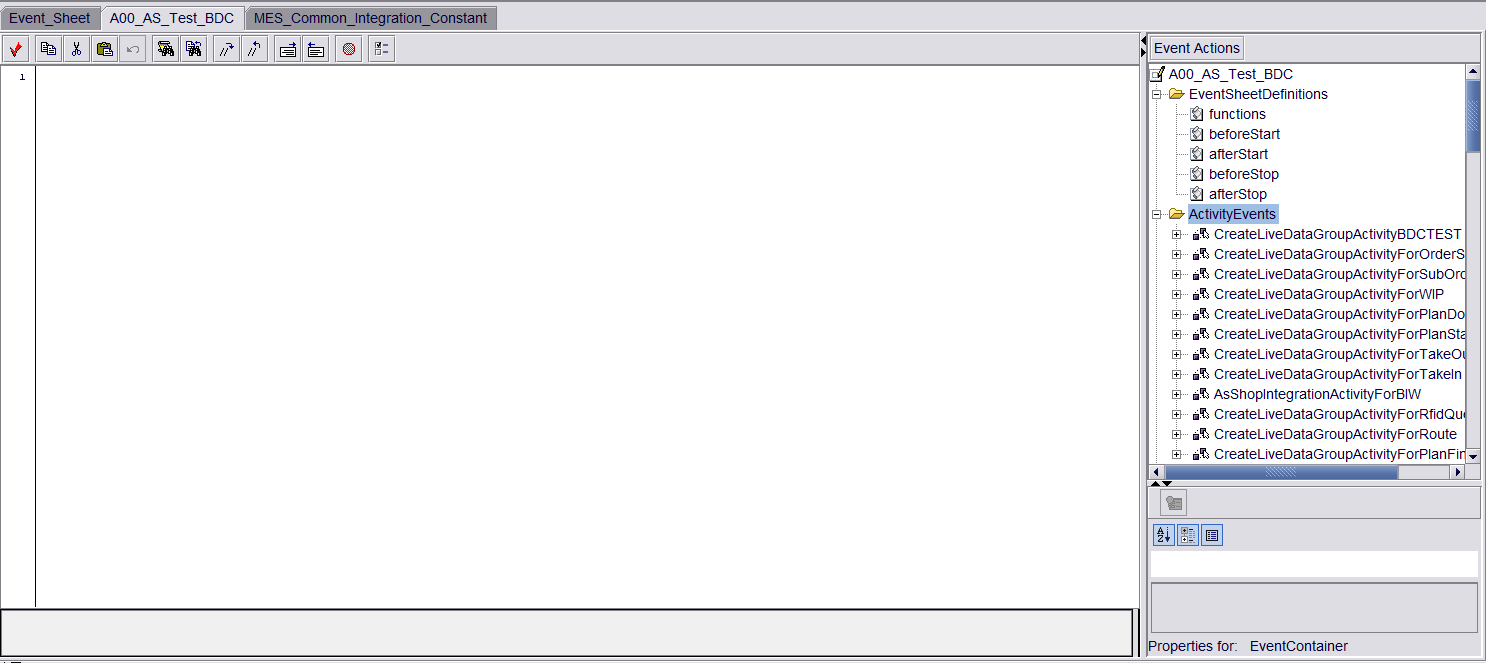 Event_Sheet A00_AS_Test_BDC MES_Common_Integration_Constant
1
Event Actions
A00_AS_Test_BDC
EventSheetDefinitions
functions
beforeStart
afterStart
beforeStop
afterStop
ActivityEvents
CreateLiveDataGroupActivityBDCTEST
CreateLiveDataGroupActivityForOrderS
CreateLiveDataGroupActivityForSubOrd
CreateLiveDataGroupActivityForWIP
CreateLiveDataGroupActivityForPlanDo
CreateLiveDataGroupActivityForPlanSta
CreateLiveDataGroupActivityForTakeOu
CreateLiveDataGroupActivityForTakeIn
AsShopIntegrationActivityForBIW
CreateLiveDataGroupActivityForRfidQue
CreateLiveDataGroupActivityForRoute
CreateLiveDataGroupActivityForPlanFin
Properties for: EventContainer